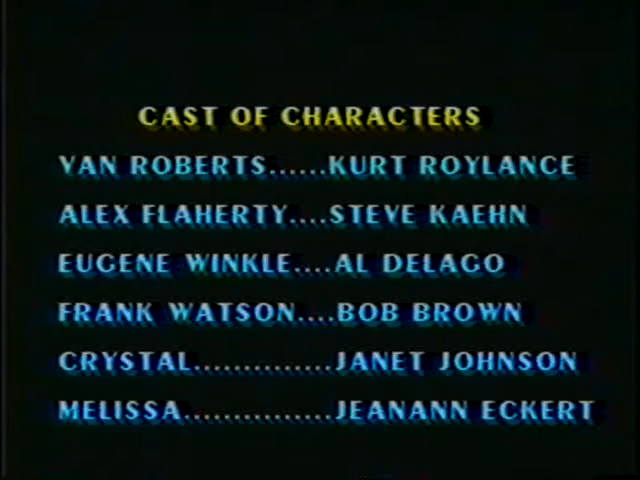 CAST OF CHARACTERS
VAN ROBERTS......KURT ROYLANCE
ALEX FLAHERTY....STEVE KAEHN
EUGENE WINKLE....AL DELAGO
FRANK WATSON....BOB BROWN
CRYSTAL..............JANET JOHNSON
MELISSA...............JEANANN ECKERT